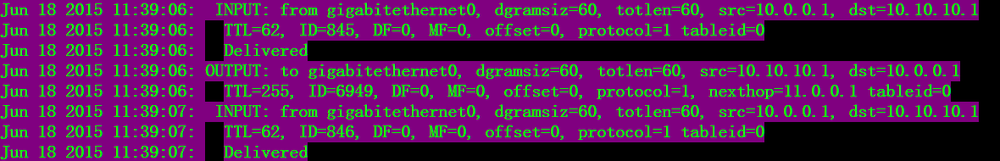 Jun 18 2015 11:39:06:  INPUT: from gigabitethernet0, dgramsiz=60, totlen=60, src=10.0.0.1, dst=10.10.10.1
Jun 18 2015 11:39:06:   TTL=62, ID=845, DF=0, MF=0, offset=0, protocol=1 tableid=0
Jun 18 2015 11:39:06:   Delivered
Jun 18 2015 11:39:06: OUTPUT: to gigabitethernet0, dgramsiz=60, totlen=60, src=10.10.10.1, dst=10.0.0.1
Jun 18 2015 11:39:06:   TTL=255, ID=6949, DF=0, MF=0, offset=0, protocol=1, nexthop=11.0.0.1 tableid=0
Jun 18 2015 11:39:07:  INPUT: from gigabitethernet0, dgramsiz=60, totlen=60, src=10.0.0.1, dst=10.10.10.1
Jun 18 2015 11:39:07:   TTL=62, ID=846, DF=0, MF=0, offset=0, protocol=1 tableid=0
Jun 18 2015 11:39:07:   Delivered